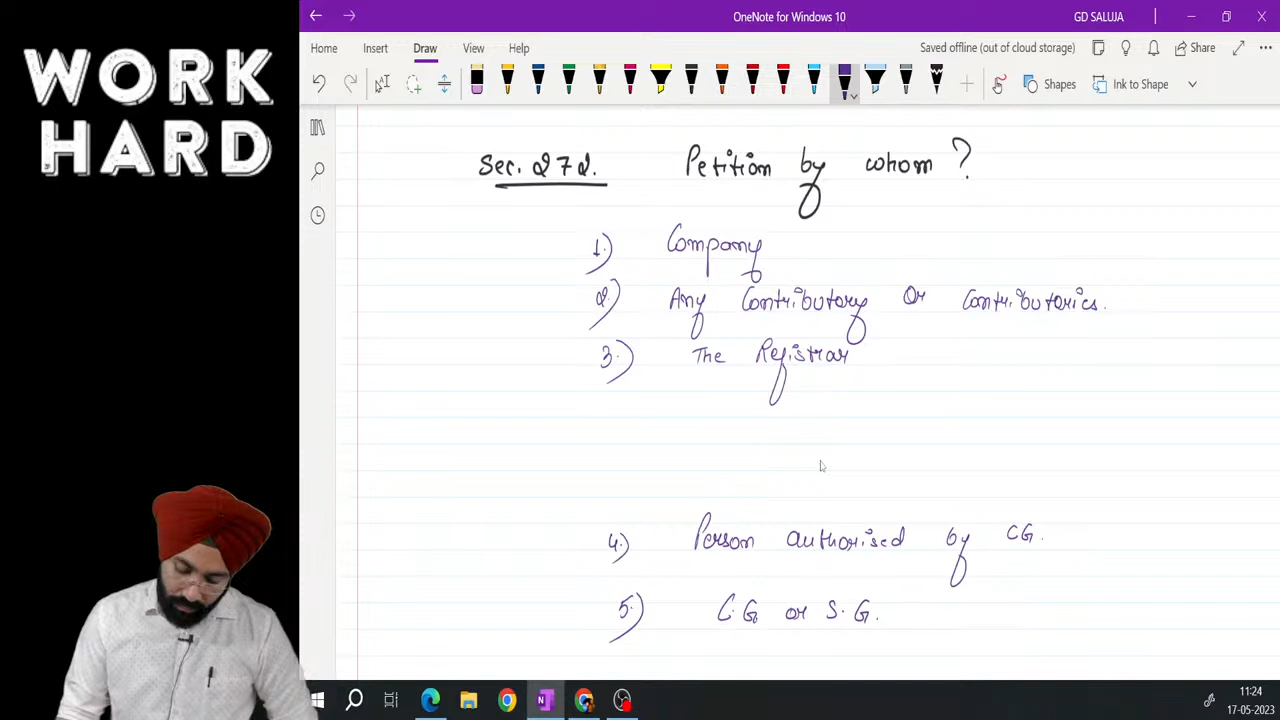 WORK
HARD
OneNote for Windows 10
GD SALUJA
Home Insert Draw View Help
Saved offline (out of cloud storage)
Share
Shapes
Ink to Shape
Sec. 272. Petition by whom ?
1.) Company
2.) Any Contributory Or Contributories.
3.) The Registrar
4.) Person authorised by CG.
5.) C.G or S.G.
11:24
17-05-2023